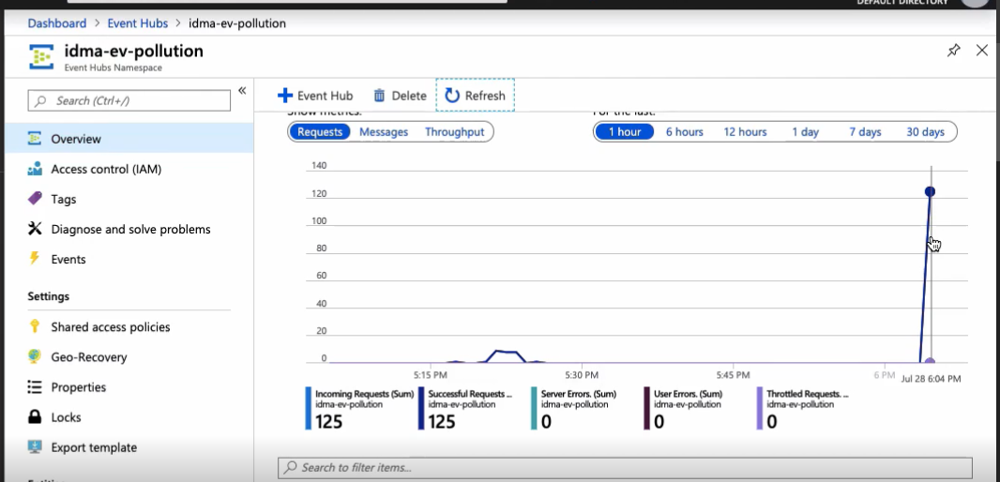 DEFAULT DIRECTORY
Dashboard > Event Hubs > idma-ev-pollution
idma-ev-pollution
Event Hubs Namespace
Search (Ctrl+/)
«
Overview
Access control (IAM)
Tags
Diagnose and solve problems
Events
Settings
Shared access policies
Geo-Recovery
Properties
Locks
Export template
Event Hub
Delete
Refresh
Show metrics:
Requests
Messages
Throughput
For the last:
1 hour
6 hours
12 hours
1 day
7 days
30 days
140
120
100
80
60
40
20
0
5:15 PM
5:30 PM
5:45 PM
6 PM
Jul 28 6:04 PM
Incoming Requests (Sum)
idma-ev-pollution
125
Successful Requests ...
idma-ev-pollution
125
Server Errors. (Sum)
idma-ev-pollution
0
User Errors. (Sum)
idma-ev-pollution
0
Throttled Requests. ...
idma-ev-pollution
0
Search to filter items...